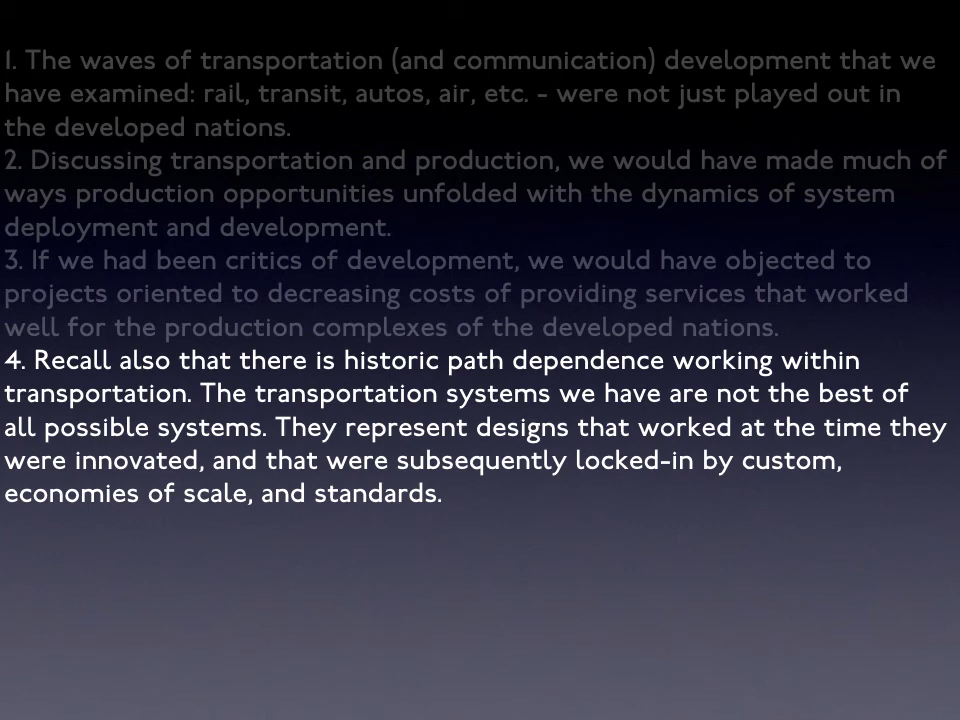 1. The waves of transportation (and communication) development that we
have examined: rail, transit, autos, air, etc. - were not just played out in
the developed nations.
2. Discussing transportation and production, we would have made much of
ways production opportunities unfolded with the dynamics of system
deployment and development.
3. If we had been critics of development, we would have objected to
projects oriented to decreasing costs of providing services that worked
well for the production complexes of the developed nations.
4. Recall also that there is historic path dependence working within
transportation. The transportation systems we have are not the best of
all possible systems. They represent designs that worked at the time they
were innovated, and that were subsequently locked-in by custom,
economies of scale, and standards.